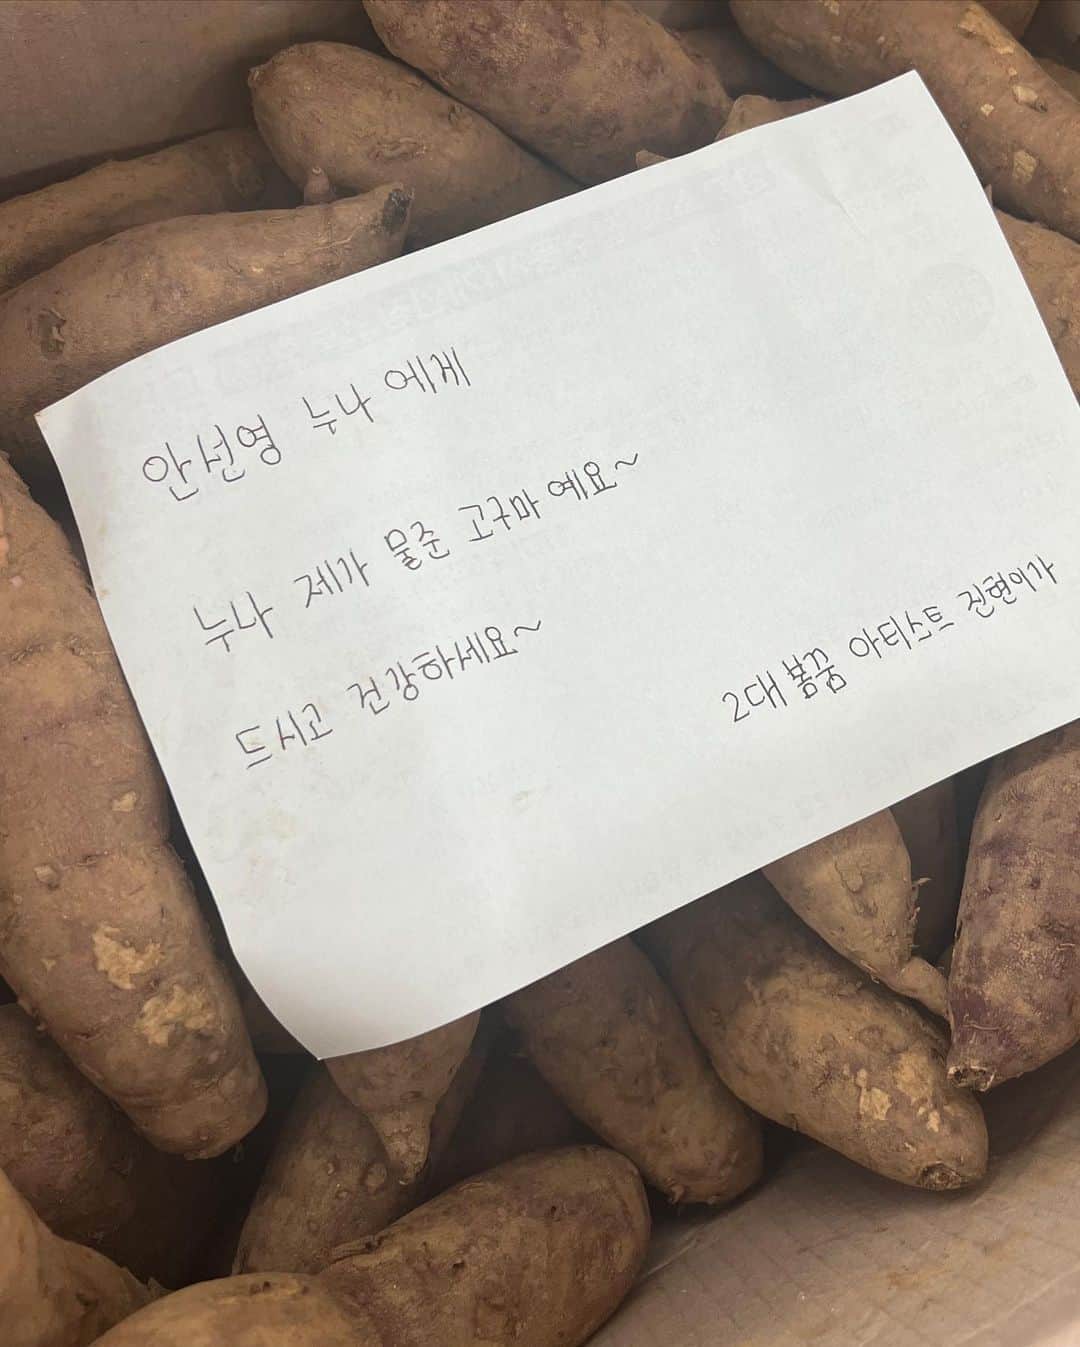 안선영 누나에게
누나 제가 물준 고구마예요~
드시고 건강하세요~
2대 봄꿈 아티스트 진현이가